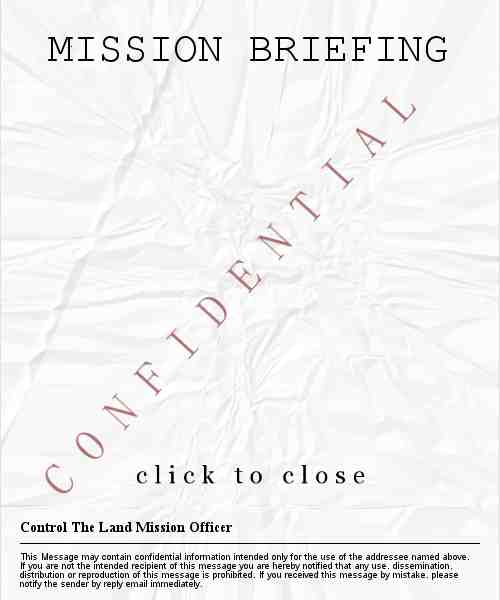 MISSION BRIEFING
CONFIDENTIAL
click to close
Control The Land Mission Officer
This Message may contain confidential information intended only for the use of the addressee named above.
If you are not the intended recipient of this message you are hereby notified that any use, dissemination,
distribution or reproduction of this message is prohibited. If you received this message by mistake, please
notify the sender by reply email immediately.